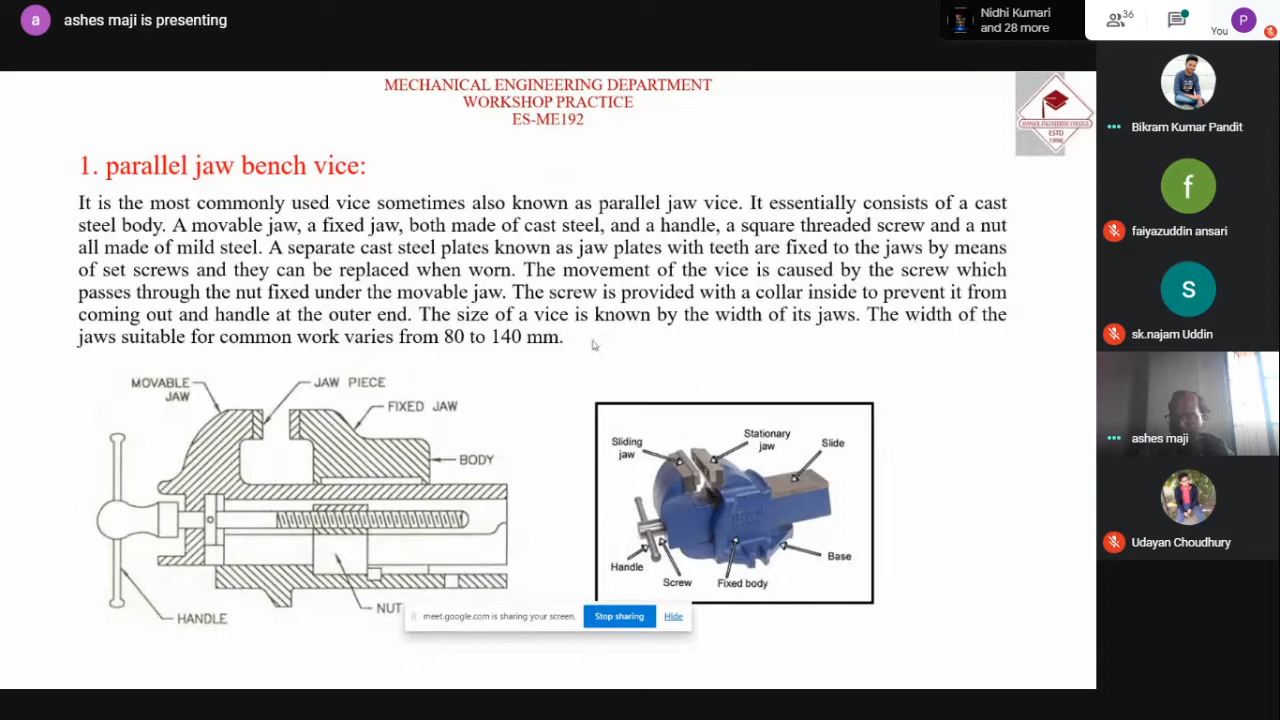 a
ashes maji is presenting
Nidhi Kumari
and 28 more
36
You
P
MECHANICAL ENGINEERING DEPARTMENT
WORKSHOP PRACTICE
ES-ME192
ASANSOL ENGINEERING COLLEGE
ESTD
1998
1. parallel jaw bench vice:
It is the most commonly used vice sometimes also known as parallel jaw vice. It essentially consists of a cast
steel body. A movable jaw, a fixed jaw, both made of cast steel, and a handle, a square threaded screw and a nut
all made of mild steel. A separate cast steel plates known as jaw plates with teeth are fixed to the jaws by means
of set screws and they can be replaced when worn. The movement of the vice is caused by the screw which
passes through the nut fixed under the movable jaw. The screw is provided with a collar inside to prevent it from
coming out and handle at the outer end. The size of a vice is known by the width of its jaws. The width of the
jaws suitable for common work varies from 80 to 140 mm.
MOVABLE
JAW
JAW PIECE
FIXED JAW
BODY
HANDLE
NUT
Sliding
jaw
Stationary
jaw
Slide
Handle
Screw
Fixed body
Base
meet.google.com is sharing your screen.
Stop sharing
Hide
Bikram Kumar Pandit
f
faiyazuddin ansari
s
sk.najam Uddin
ashes maji
Udayan Choudhury